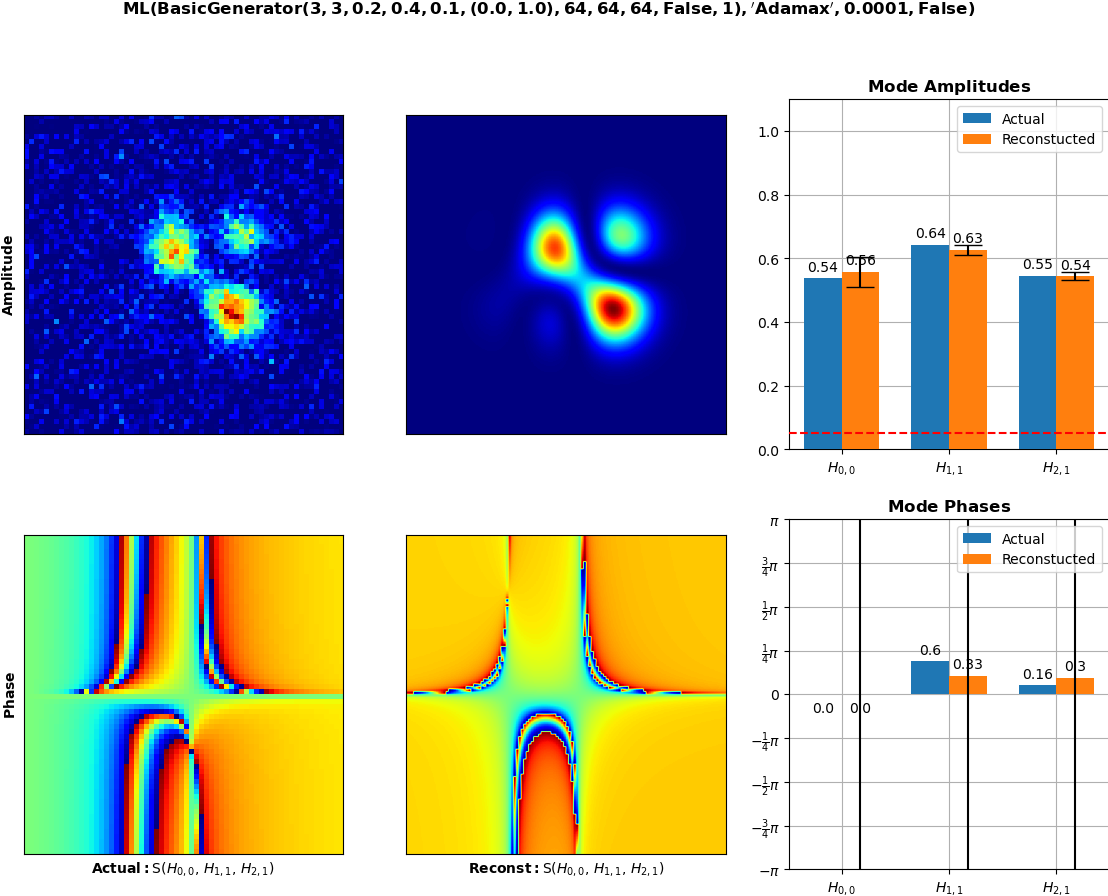 ML(BasicGenerator(3, 3, 0.2, 0.4, 0.1, (0.0, 1.0), 64, 64, 64, False, 1), ′Adamax′, 0.0001, False)
Amplitude
Mode Amplitudes
Actual
Reconstucted
1.0
0.8
0.6
0.4
0.2
0.0
0.54
0.56
0.64
0.63
0.55
0.54
H0,0
H1,1
H2,1
Phase
Actual: S(H0,0, H1,1, H2,1)
Reconst: S(H0,0, H1,1, H2,1)
Mode Phases
Actual
Reconstucted
π
3/4π
1/2π
1/4π
0
−1/4π
−1/2π
−3/4π
−π
0.0
0.0
0.6
0.33
0.16
0.3
H0,0
H1,1
H2,1